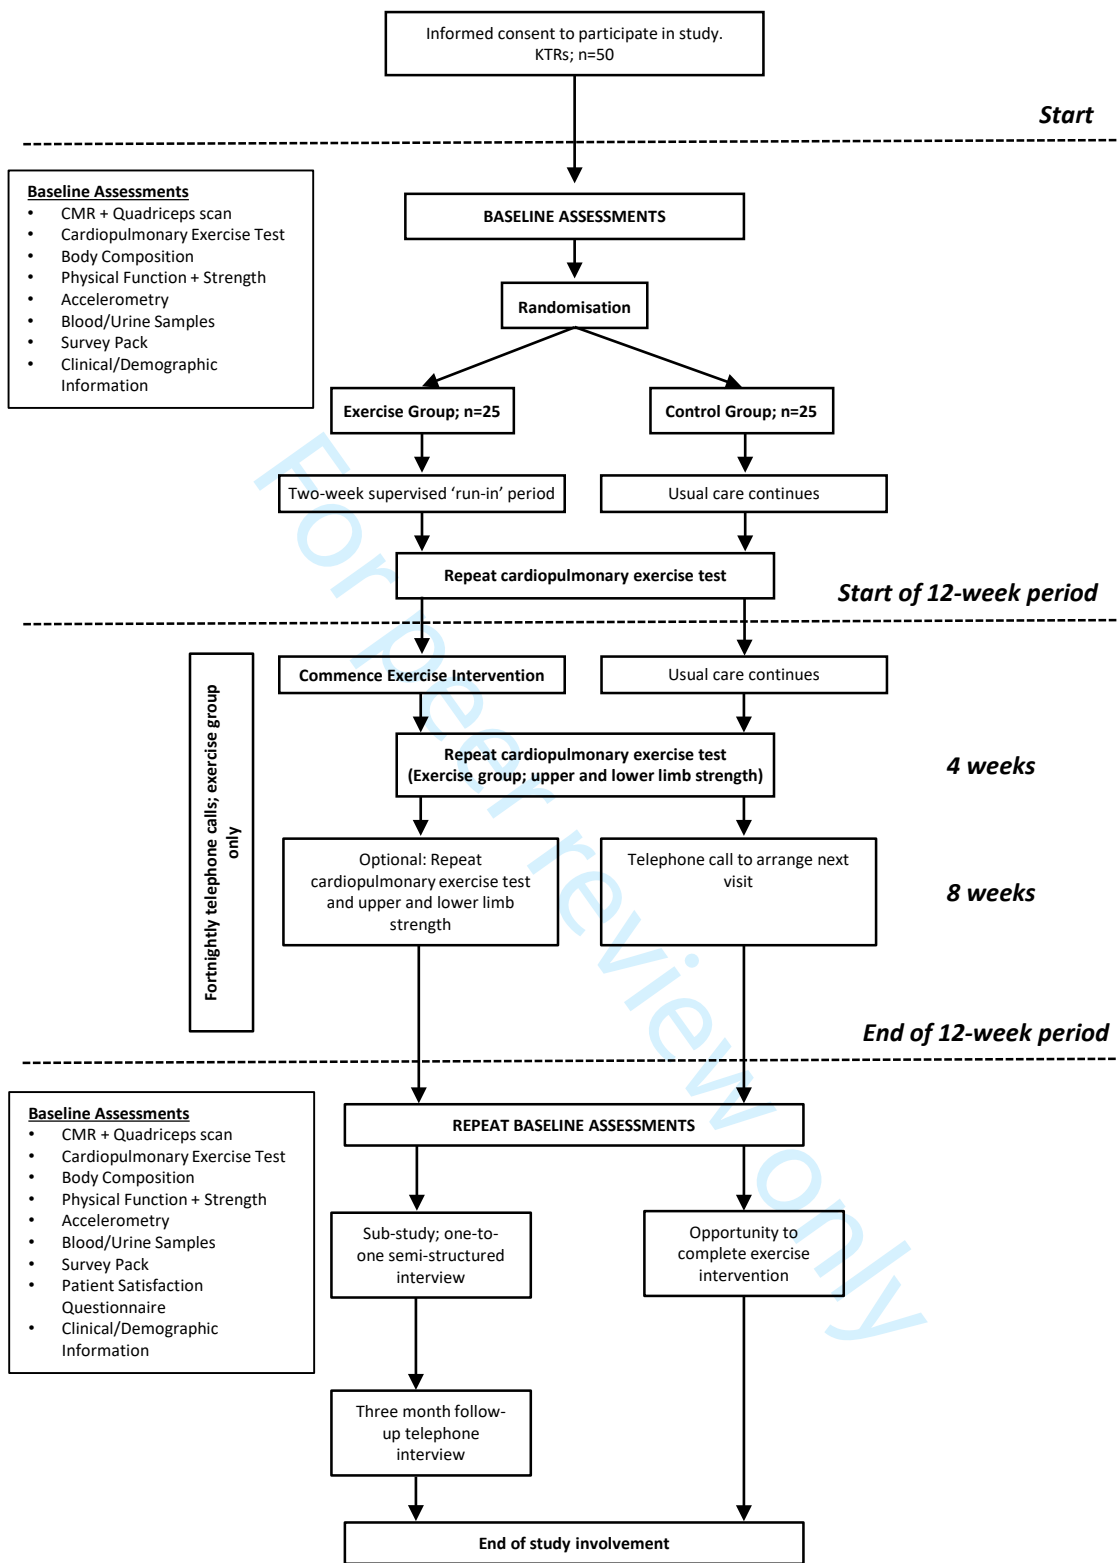 Informed consent to participate in study.
KTRs; n=50
Start
Baseline Assessments
• CMR + Quadriceps scan
• Cardiopulmonary Exercise Test
• Body Composition
• Physical Function + Strength
• Accelerometry
• Blood/Urine Samples
• Survey Pack
• Clinical/Demographic
Information
BASELINE ASSESSMENTS
Randomisation
Exercise Group; n=25
Control Group; n=25
Two-week supervised ‘run-in’ period
Usual care continues
Repeat cardiopulmonary exercise test
Start of 12-week period
Fortnightly telephone calls; exercise group
only
Commence Exercise Intervention
Usual care continues
Repeat cardiopulmonary exercise test
(Exercise group; upper and lower limb strength)
4 weeks
Optional: Repeat
cardiopulmonary exercise test
and upper and lower limb
strength
Telephone call to arrange next
visit
8 weeks
End of 12-week period
Baseline Assessments
• CMR + Quadriceps scan
• Cardiopulmonary Exercise Test
• Body Composition
• Physical Function + Strength
• Accelerometry
• Blood/Urine Samples
• Survey Pack
• Patient Satisfaction
Questionnaire
• Clinical/Demographic
Information
REPEAT BASELINE ASSESSMENTS
Sub-study; one-to-
one semi-structured
interview
Opportunity to
complete exercise
intervention
Three month follow-
up telephone
interview
End of study involvement
For peer review only